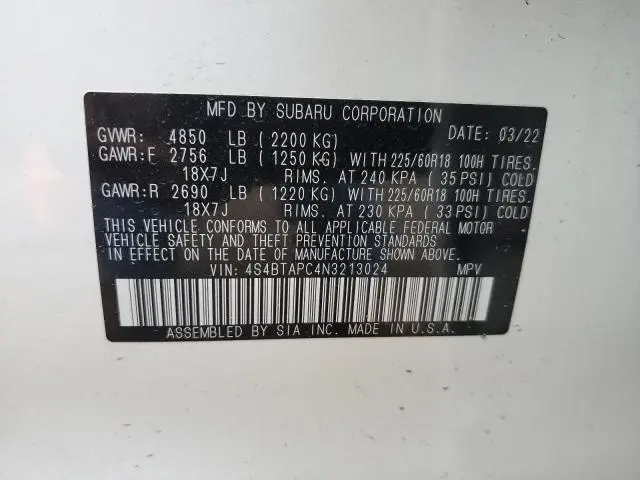 MFD BY SUBARU CORPORATION
GVWR: 4850 LB (2200 KG) DATE: 03/22
GAWR:F 2756 LB (1250 KG) WITH 225/60R18 100H TIRES.
18X7J RIMS. AT 240 KPA (35 PSI) COLD
GAWR:R 2690 LB (1220 KG) WITH 225/60R18 100H TIRES.
18X7J RIMS. AT 230 KPA (33 PSI) COLD
THIS VEHICLE CONFORMS TO ALL APPLICABLE FEDERAL MOTOR
VEHICLE SAFETY AND THEFT PREVENTION STANDARDS
IN EFFECT ON THE DATE OF MANUFACTURE SHOWN ABOVE.
VIN: 4S4BTAPC4N3213024 MPV
ASSEMBLED BY SIA INC. MADE IN U.S.A.